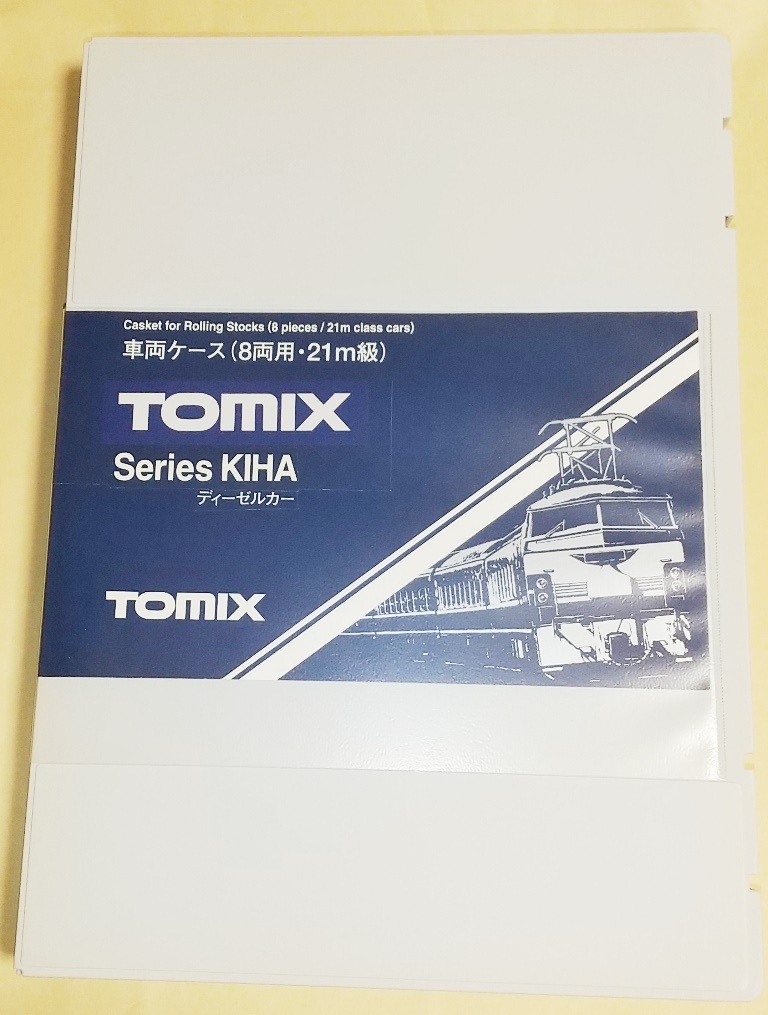 Casket for Rolling Stocks (8 pieces / 21m class cars)
車両ケース(8両用・21m級)
TOMIX
Series KIHA
ディーゼルカー
TOMIX